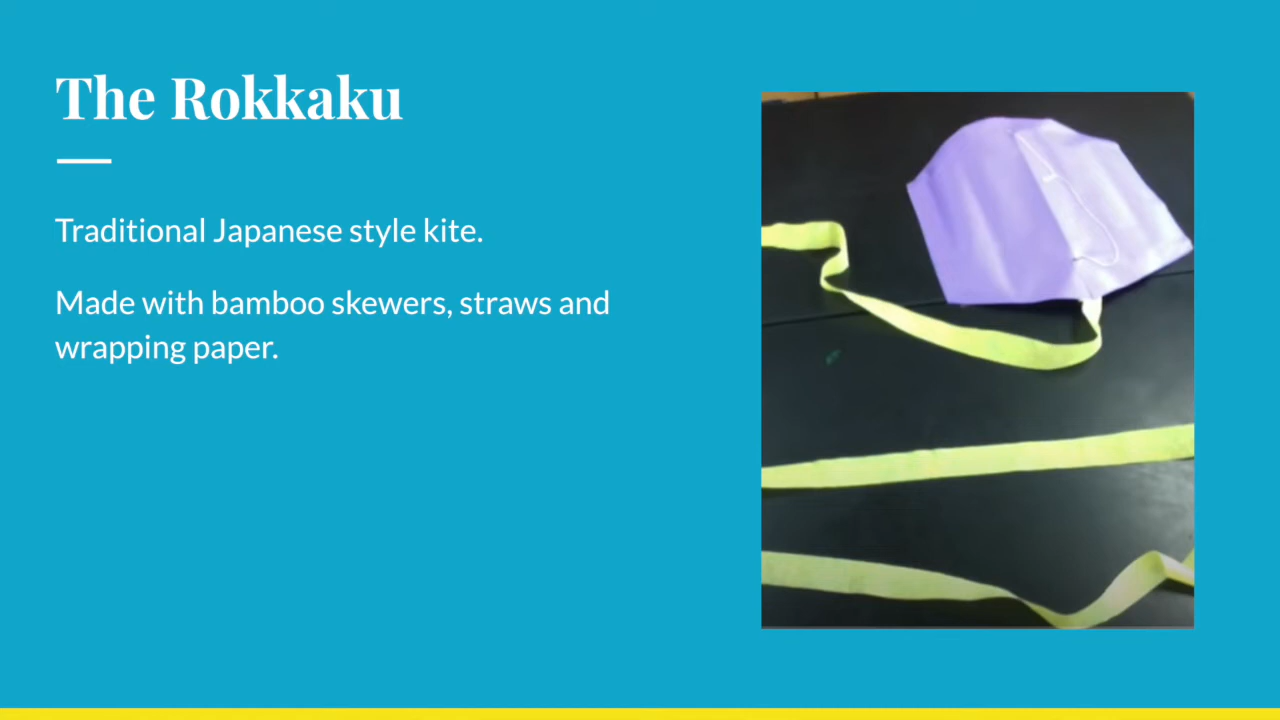 The Rokkaku
Traditional Japanese style kite.
Made with bamboo skewers, straws and
wrapping paper.